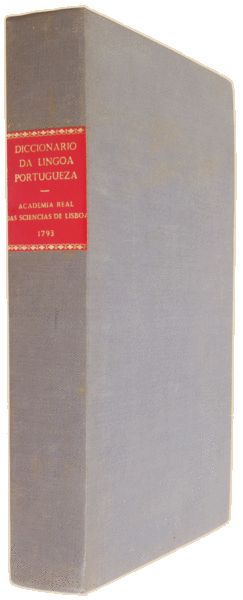 DICCIONARIO
DA LINGOA
PORTUGUEZA
ACADEMIA REAL
DAS SCIENCIAS DE LISBOA
1793